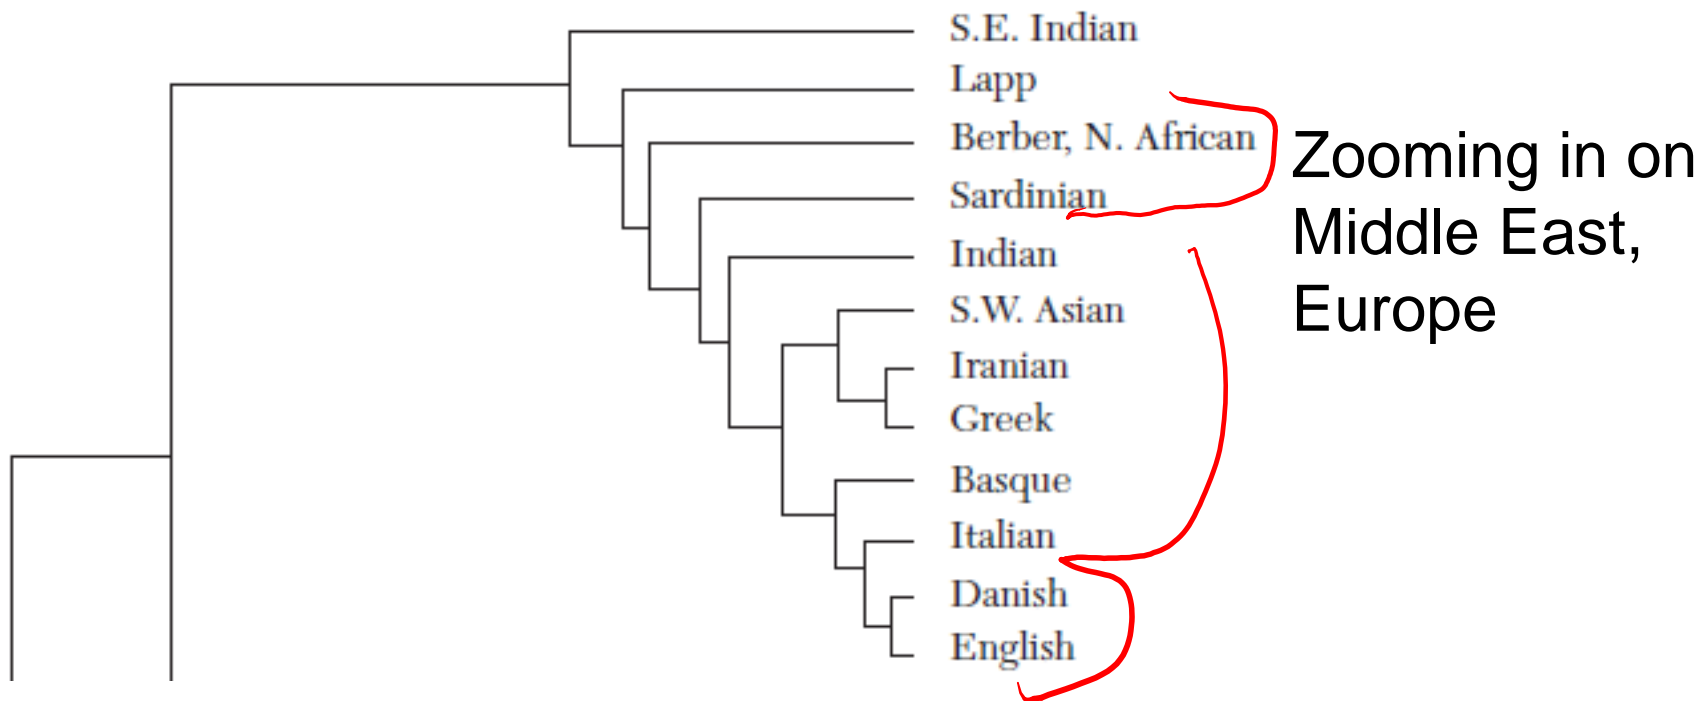 S.E. Indian
Lapp
Berber, N. African
Sardinian
Indian
S.W. Asian
Iranian
Greek
Basque
Italian
Danish
English
Zooming in on
Middle East,
Europe